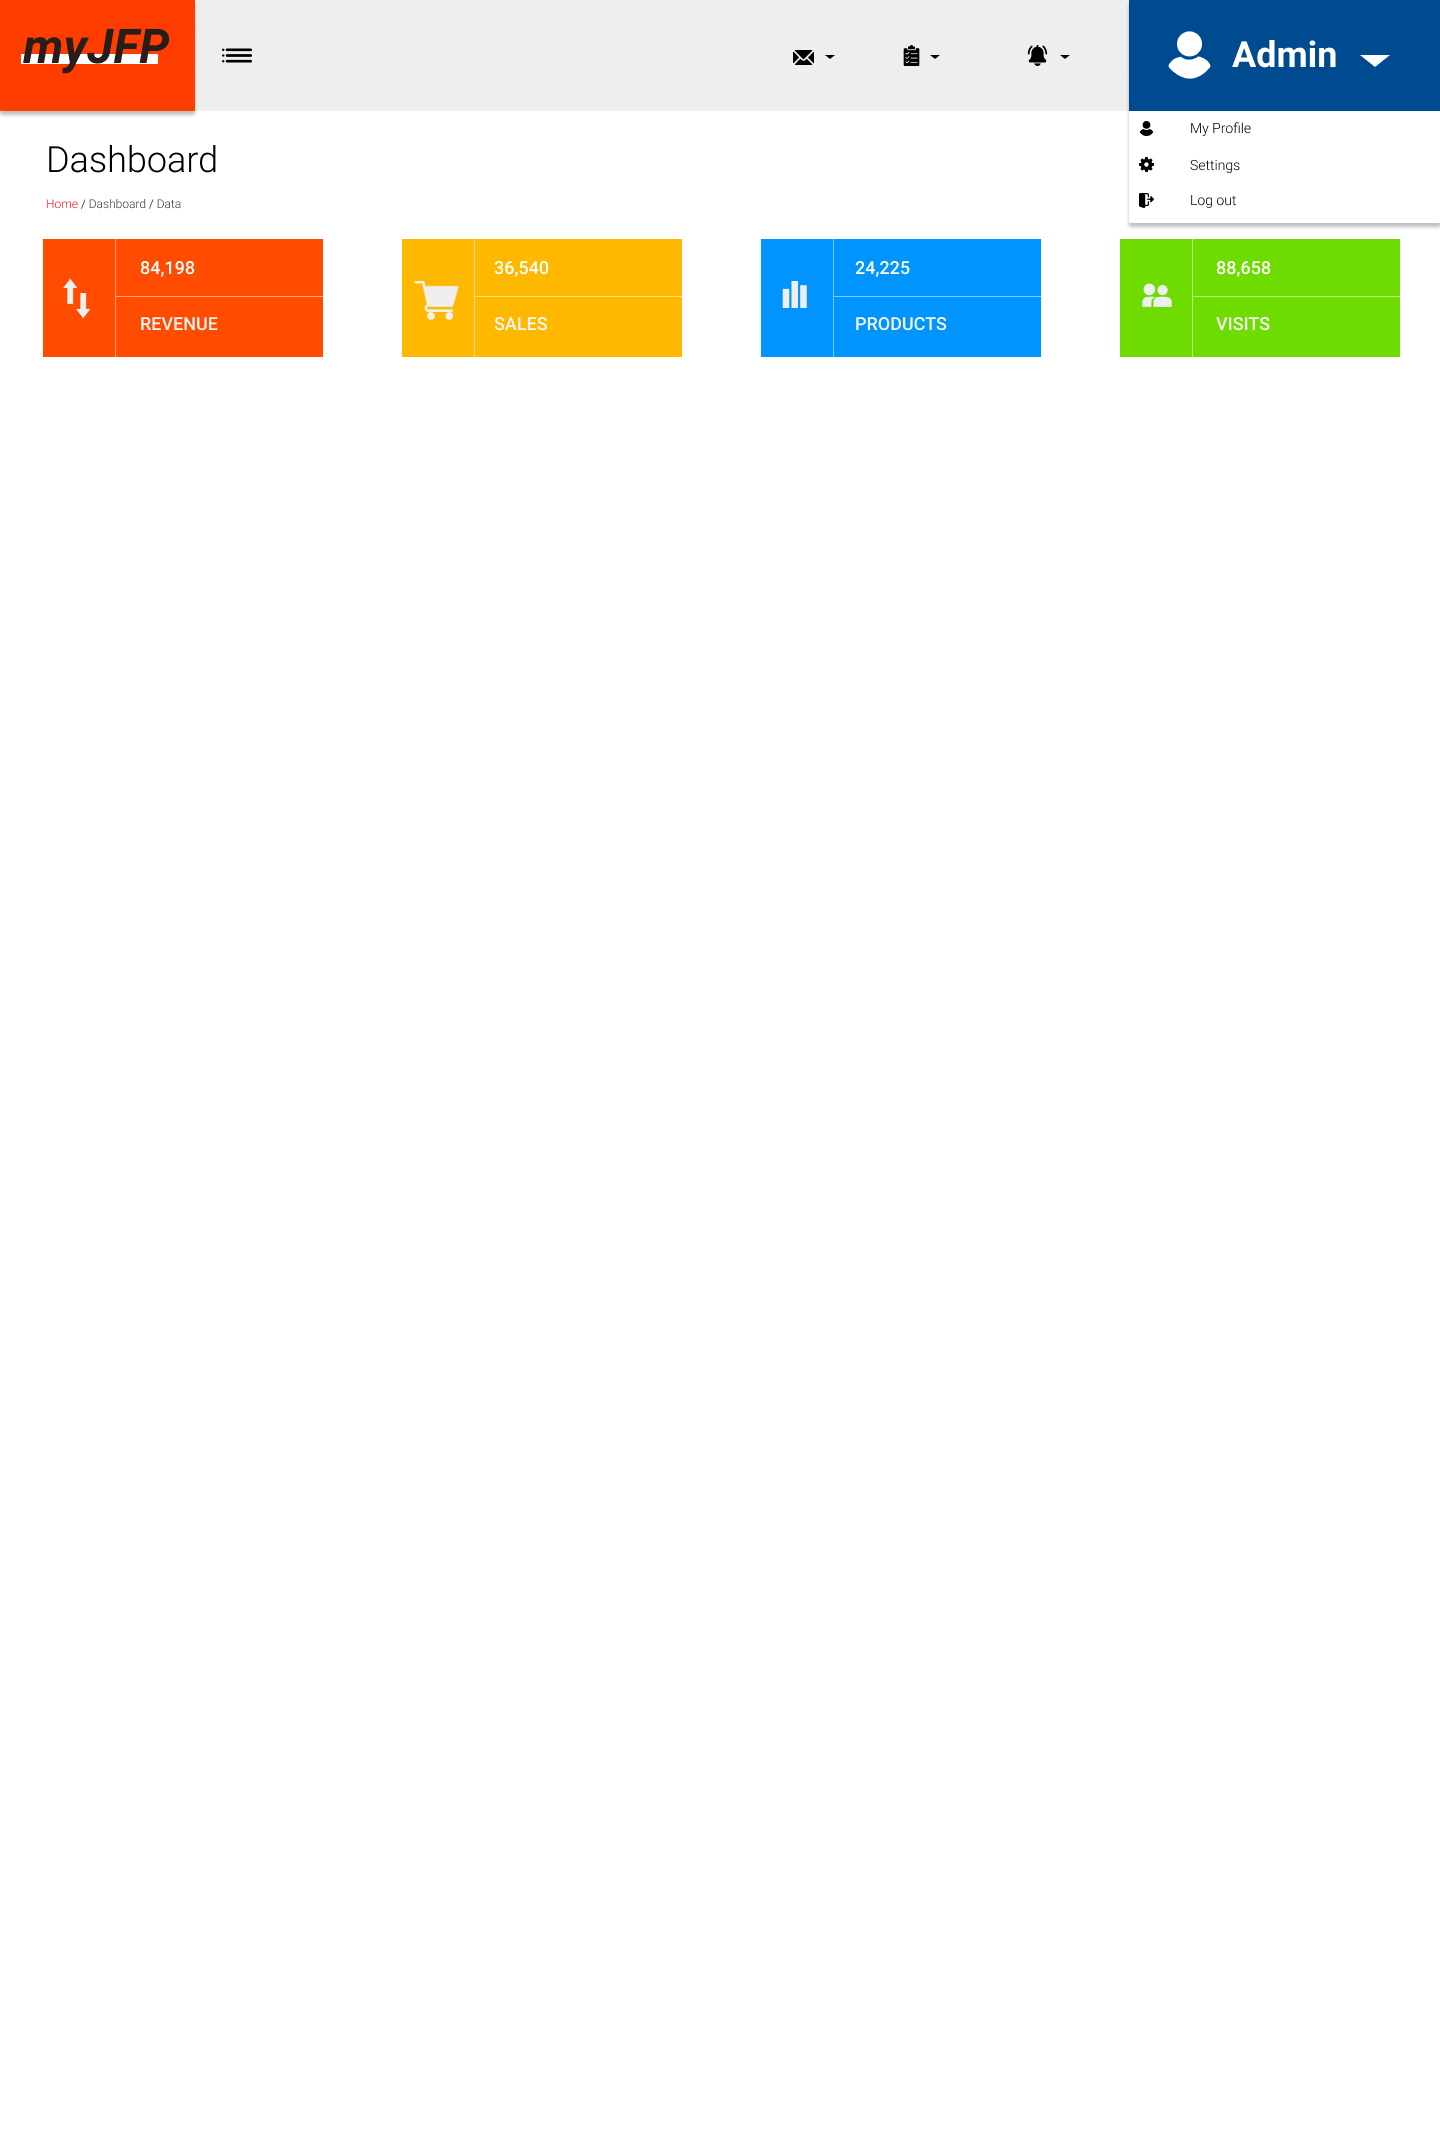 myJFP
Admin
My Profile
Settings
Log out
Dashboard
Home / Dashboard / Data
84,198
REVENUE
36,540
SALES
24,225
PRODUCTS
88,658
VISITS